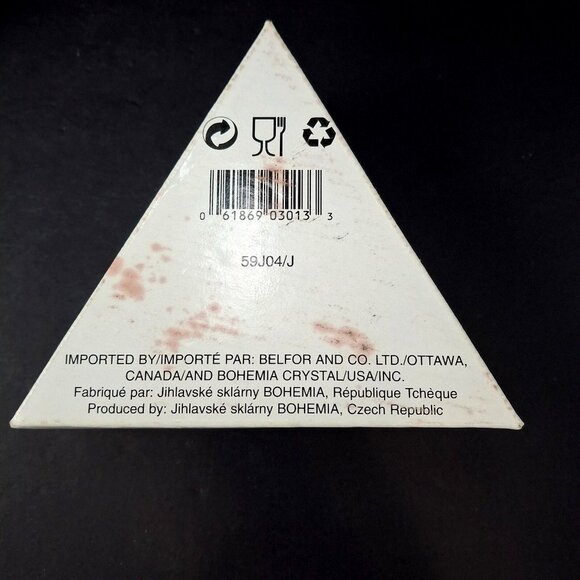 0 61869 03013 3
59J04/J
IMPORTED BY/IMPORTÉ PAR: BELFOR AND CO. LTD./OTTAWA,
CANADA/AND BOHEMIA CRYSTAL/USA/INC.
Fabriqué par: Jihlavské sklárny BOHEMIA, République Tchèque
Produced by: Jihlavské sklárny BOHEMIA, Czech Republic